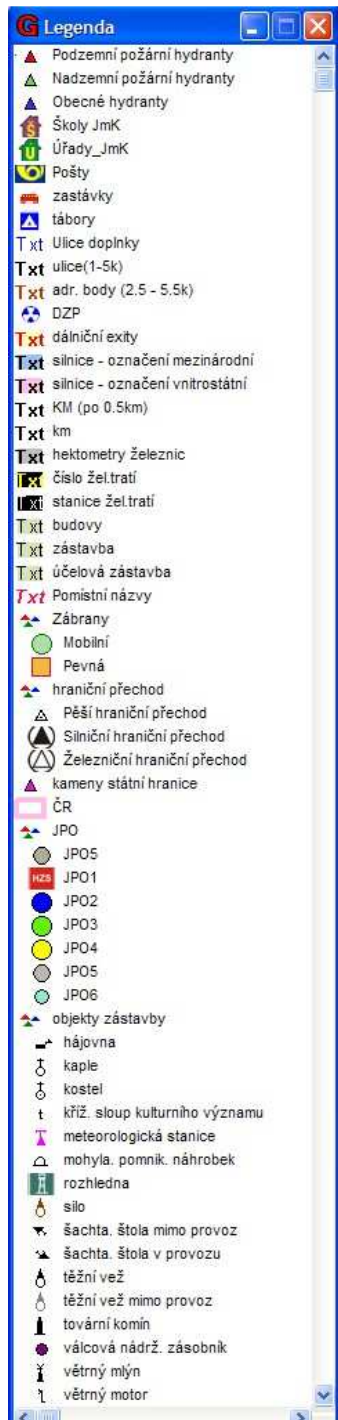 G Legenda
Podzemní požární hydranty
Nadzemní požární hydranty
Obecné hydranty
Š Školy JmK
Ú Úřady_JmK
Pošty
zastávky
tábory
Txt Ulice doplnky
Txt ulice(1-5k)
Txt adr. body (2.5 - 5.5k)
DZP
Txt dálniční exity
Txt silnice - označení mezinárodní
Txt silnice - označení vnitrostátní
Txt KM (po 0.5km)
Txt km
Txt hektometry železnic
Txt číslo žel.tratí
Txt stanice žel.tratí
Txt budovy
Txt zástavba
Txt účelová zástavba
Txt Pomístní názvy
Zábrany
Mobilní
Pevná
hraniční přechod
Pěší hraniční přechod
Silniční hraniční přechod
Železniční hraniční přechod
kameny státní hranice
ČR
JPO
JPO5
HZS JPO1
JPO2
JPO3
JPO4
JPO5
JPO6
objekty zástavby
hájovna
kaple
kostel
kříž. sloup kulturního významu
meteorologická stanice
mohyla. pomnik. náhrobek
rozhledna
silo
šachta. štola mimo provoz
šachta. štola v provozu
těžní vež
těžní vež mimo provoz
tovární komín
válcová nádrž. zásobník
větrný mlýn
větrný motor